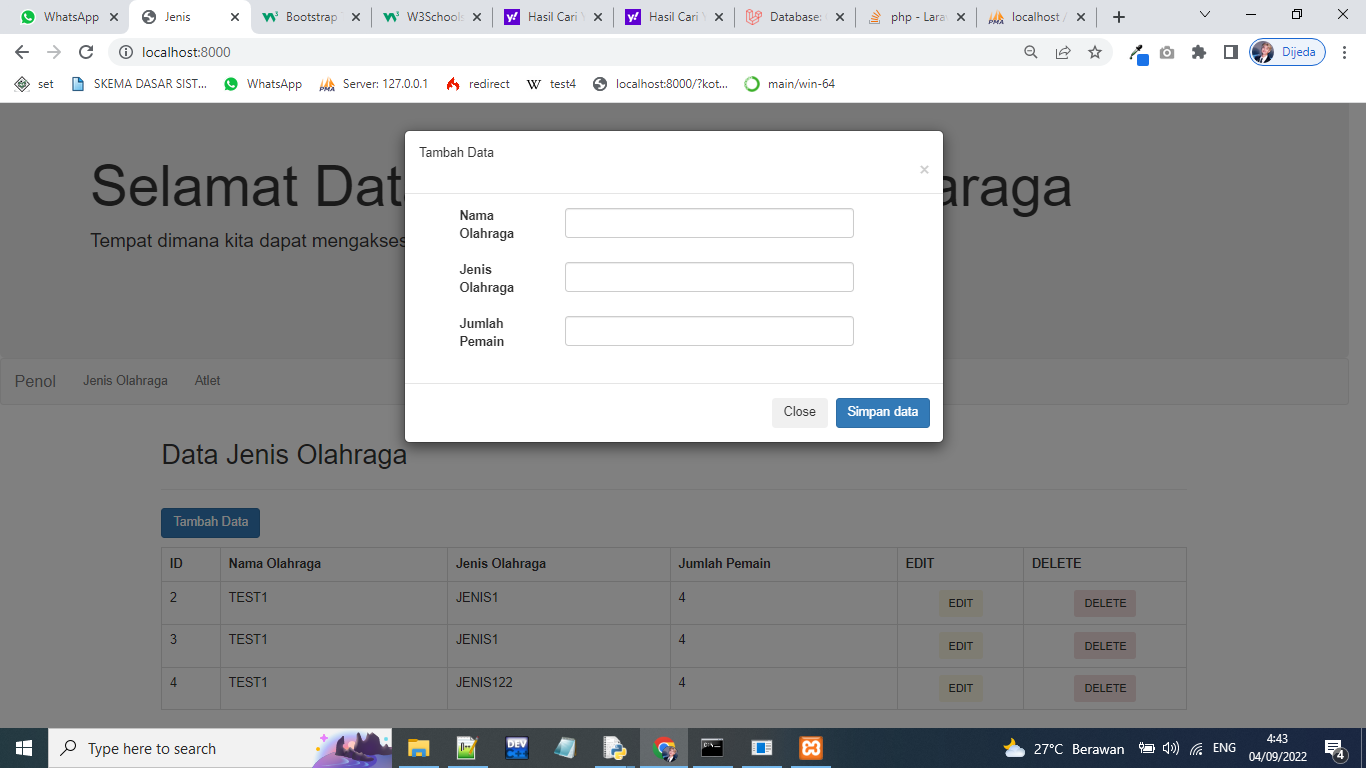 WhatsApp
Jenis
Bootstrap
W3Schools
Hasil Cari
Hasil Cari
Database:
php - Lara
localhost /
localhost:8000
Dijeda
set
SKEMA DASAR SIST...
WhatsApp
Server: 127.0.0.1
redirect
test4
localhost:8000/?kot...
main/win-64
Tambah Data
×
Selamat Dat
araga
Tempat dimana kita dapat mengakses
Nama
Olahraga
Jenis
Olahraga
Jumlah
Pemain
Penol
Jenis Olahraga
Atlet
Close
Simpan data
Data Jenis Olahraga
Tambah Data
ID Nama Olahraga Jenis Olahraga Jumlah Pemain EDIT DELETE
2 TEST1 JENIS1 4 EDIT DELETE
3 TEST1 JENIS1 4 EDIT DELETE
4 TEST1 JENIS122 4 EDIT DELETE
Type here to search
DEV
27°C Berawan
ENG
4:43
04/09/2022
4